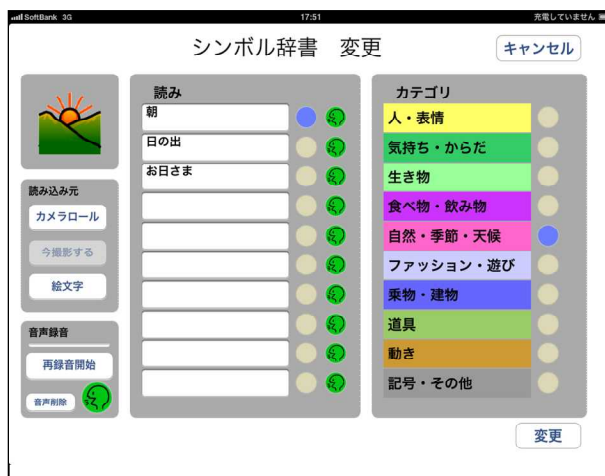 SoftBank 3G
17:51
充電していません
シンボル辞書 変更
キャンセル
読み
朝
日の出
お日さま
カテゴリ
人・表情
気持ち・からだ
生き物
食べ物・飲み物
自然・季節・天候
ファッション・遊び
乗物・建物
道具
動き
記号・その他
読み込み元
カメラロール
今撮影する
絵文字
音声録音
再録音開始
音声削除
変更